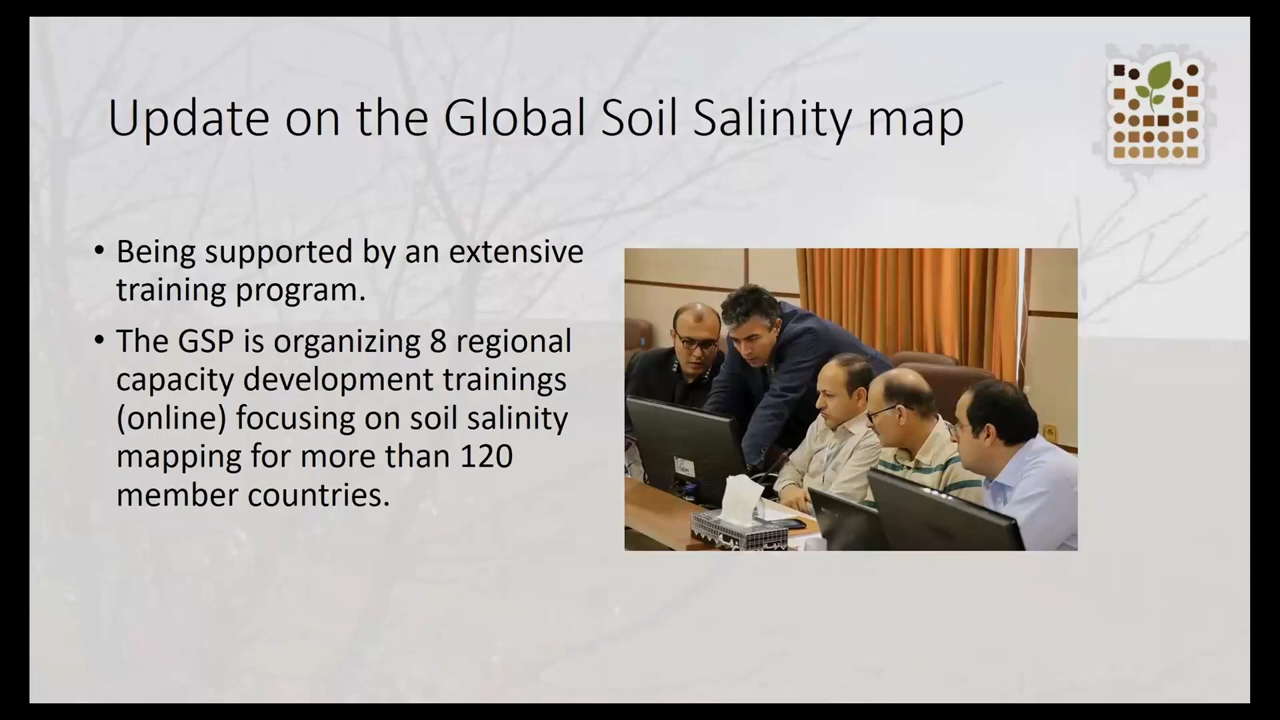 Update on the Global Soil Salinity map
• Being supported by an extensive
training program.
• The GSP is organizing 8 regional
capacity development trainings
(online) focusing on soil salinity
mapping for more than 120
member countries.